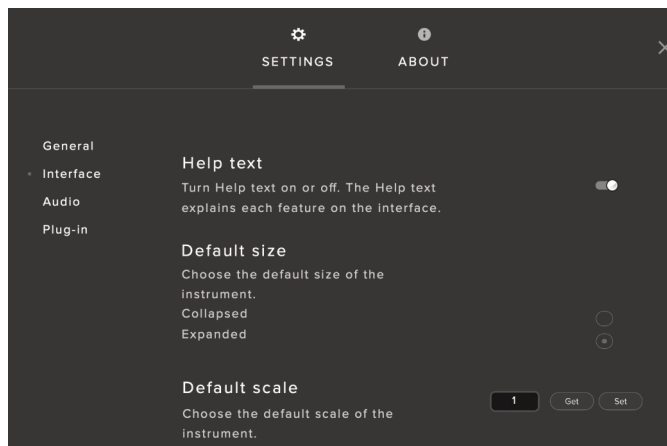 SETTINGS
ABOUT
General
Interface
Audio
Plug-in
Help text
Turn Help text on or off. The Help text
explains each feature on the interface.
Default size
Choose the default size of the
instrument.
Collapsed
Expanded
Default scale
1
Get
Set
Choose the default scale of the
instrument.